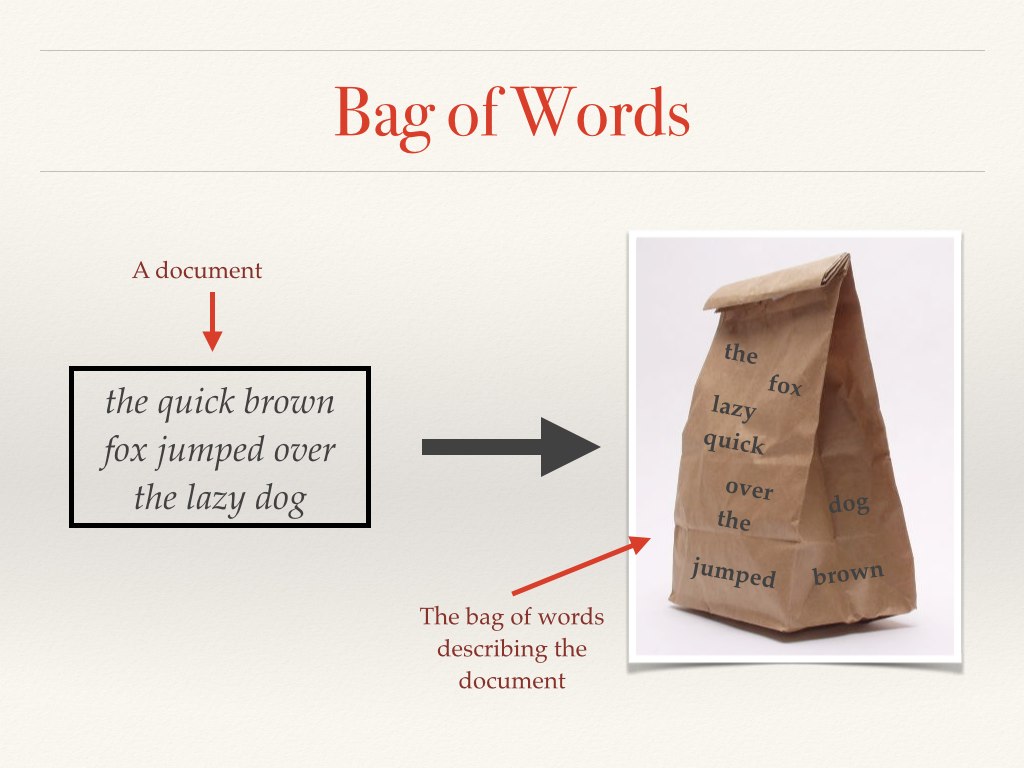 Bag of Words
A document
the quick brown
fox jumped over
the lazy dog
The bag of words
describing the
document
the
fox
lazy
quick
over
the
dog
jumped
brown